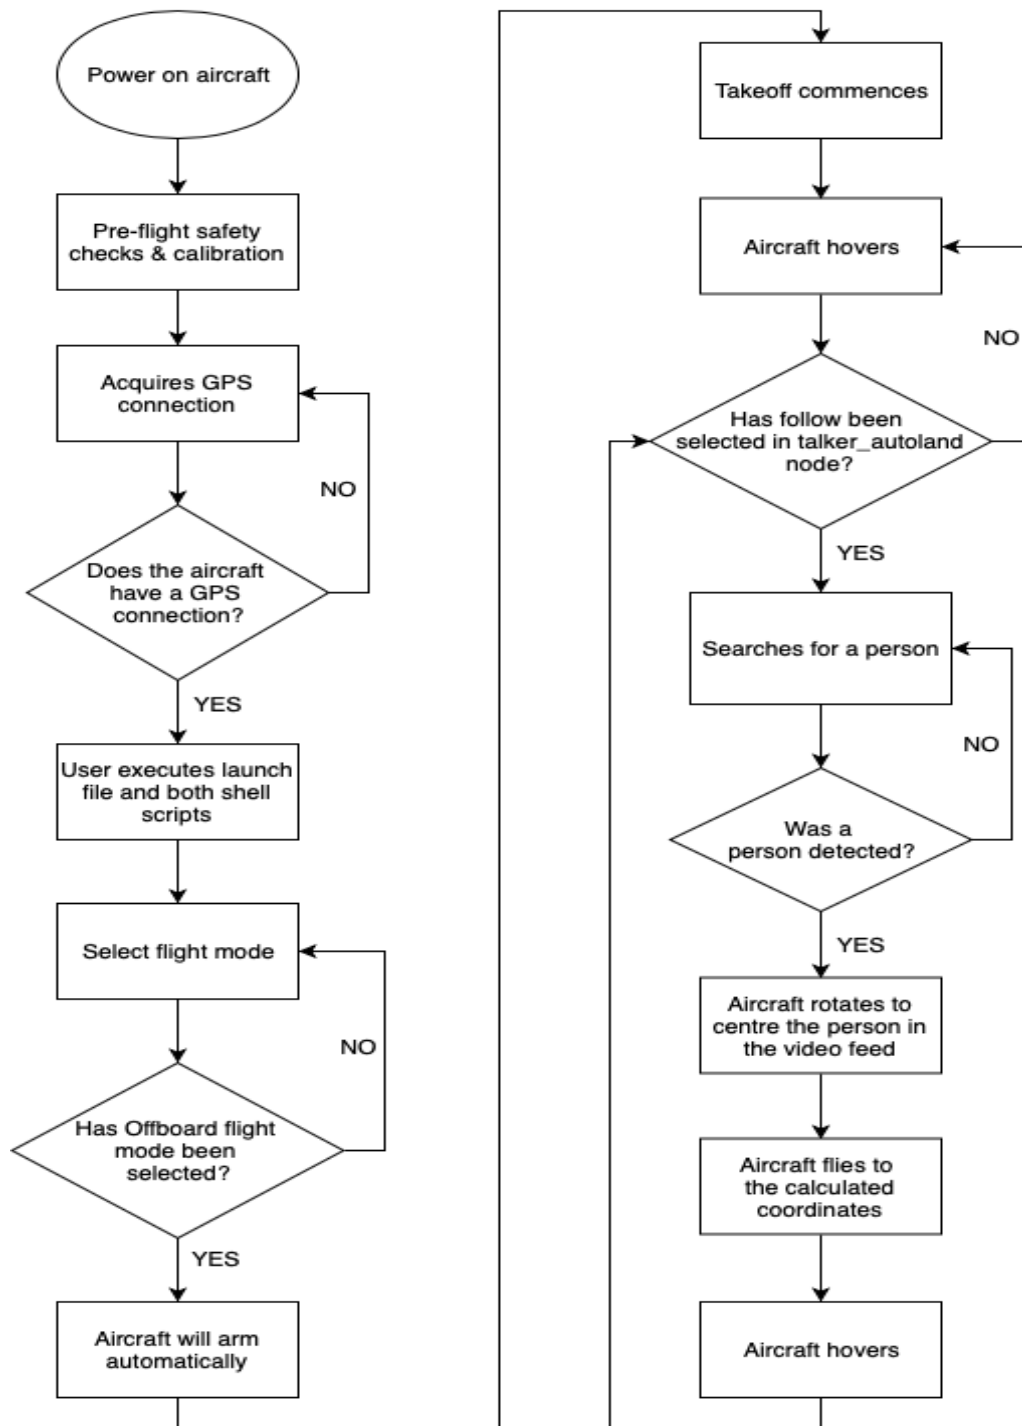 Power on aircraft
Pre-flight safety
checks & calibration
Acquires GPS
connection
NO
Does the aircraft
have a GPS
connection?
YES
User executes launch
file and both shell
scripts
Select flight mode
NO
Has Offboard flight
mode been
selected?
YES
Aircraft will arm
automatically
Takeoff commences
Aircraft hovers
NO
Has follow been
selected in talker_autoland
node?
YES
Searches for a person
NO
Was a
person detected?
YES
Aircraft rotates to
centre the person in
the video feed
Aircraft flies to
the calculated
coordinates
Aircraft hovers